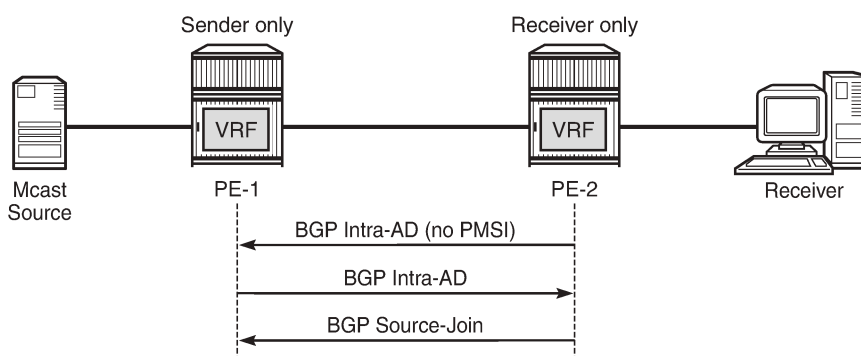 Sender only
Receiver only
VRF
VRF
Mcast
Source
PE-1
PE-2
Receiver
BGP Intra-AD (no PMSI)
BGP Intra-AD
BGP Source-Join